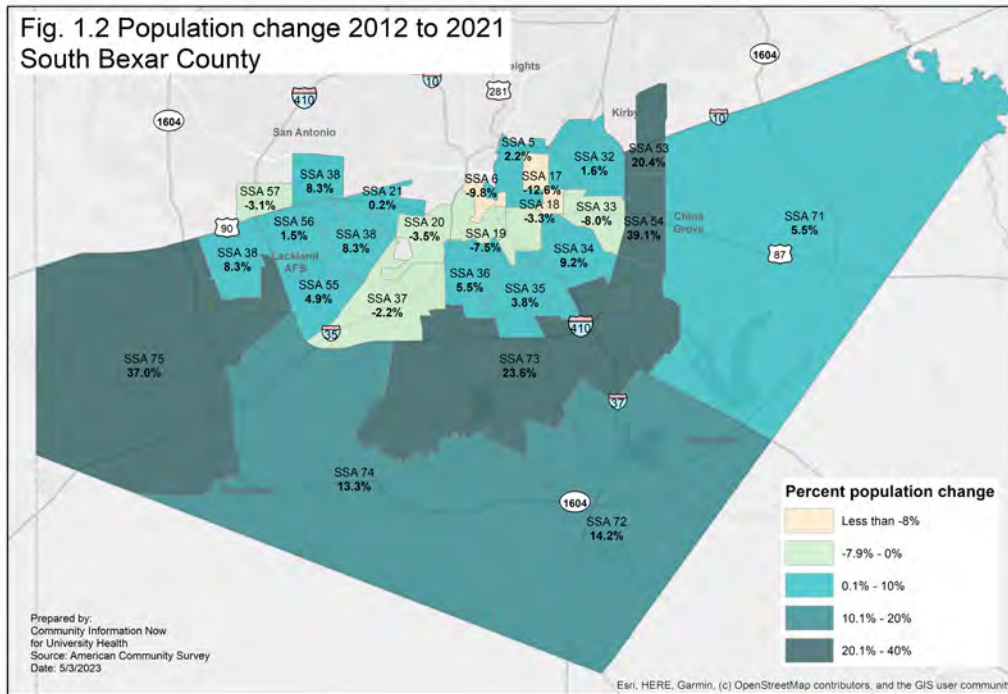 Fig. 1.2 Population change 2012 to 2021
South Bexar County
eights
1604
10
281
410
1604
San Antonio
Kirby
10
SSA 5
2.2%
SSA 32
1.6%
SSA 53
20.4%
SSA 38
8.3%
SSA 21
0.2%
SSA 6
-9.8%
SSA 17
-12.6%
SSA 57
-3.1%
SSA 18
-3.3%
SSA 33
-8.0%
SSA 20
-3.5%
SSA 19
-7.5%
SSA 54
39.1%
China
Grove
SSA 71
5.5%
90
SSA 56
1.5%
SSA 38
8.3%
SSA 38
8.3%
Lackland
AFB
87
SSA 34
9.2%
SSA 36
5.5%
SSA 35
3.8%
SSA 55
4.9%
SSA 37
-2.2%
35
410
SSA 75
37.0%
SSA 73
23.6%
37
SSA 74
13.3%
1604
SSA 72
14.2%
Percent population change
Less than -8%
-7.9% - 0%
0.1% - 10%
10.1% - 20%
20.1% - 40%
Prepared by:
Community Information Now
for University Health
Source: American Community Survey
Date: 5/3/2023
Esri, HERE, Garmin, (c) OpenStreetMap contributors, and the GIS user communit